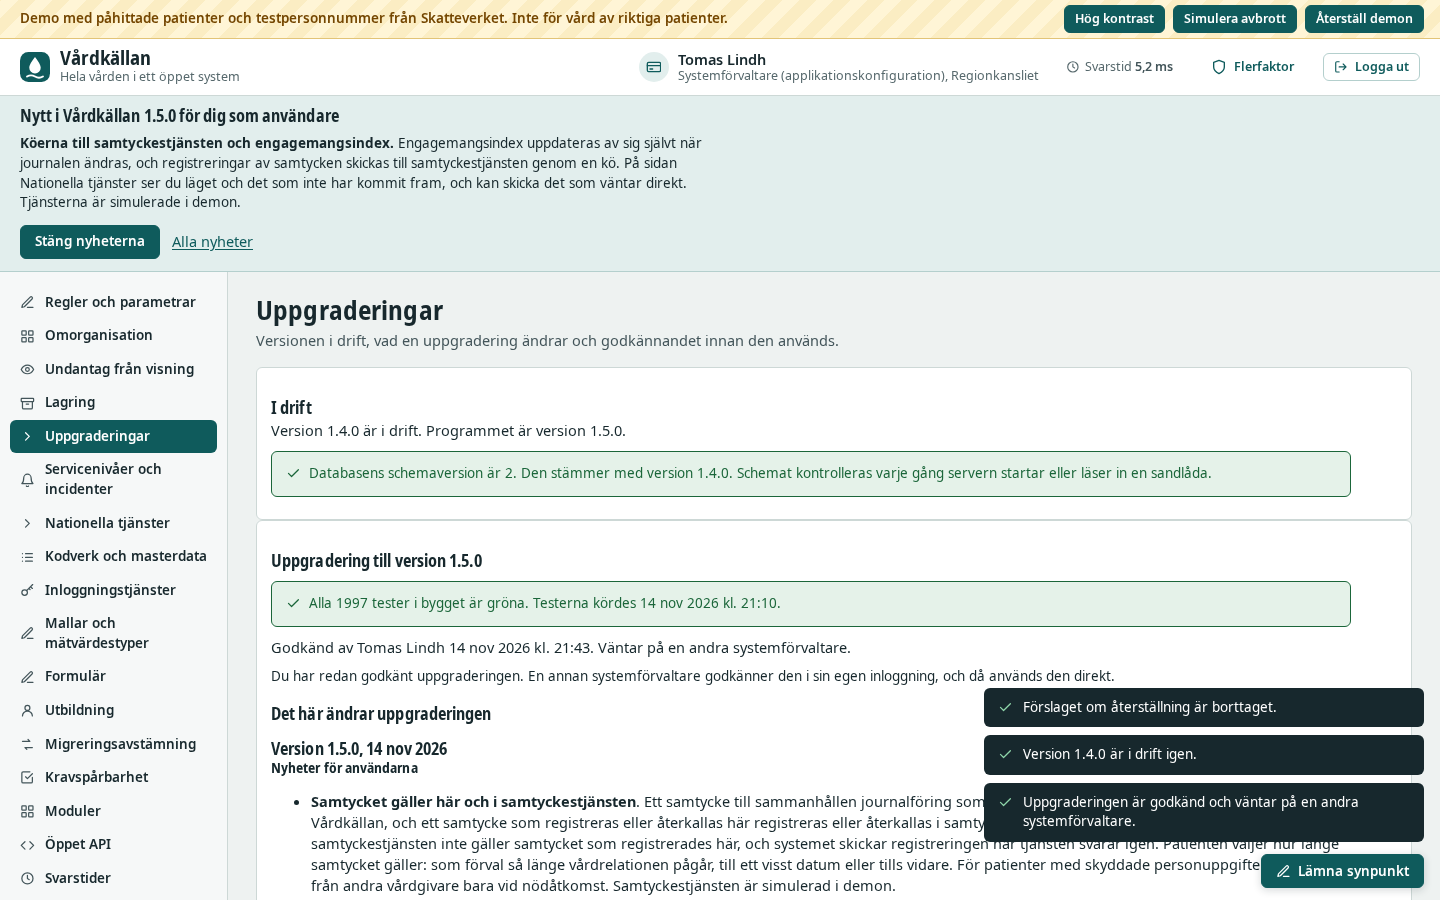 Demo med påhittade patienter och testpersonnummer från Skatteverket. Inte för vård av riktiga patienter.
Hög kontrast
Simulera avbrott
Återställ demon
Vårdkällan
Hela vården i ett öppet system
Tomas Lindh
Systemförvaltare (applikationskonfiguration), Regionkansliet
Svarstid 5,2 ms
Flerfaktor
Logga ut
Nytt i Vårdkällan 1.5.0 för dig som användare
Köerna till samtyckestjänsten och engagemangsindex. Engagemangsindex uppdateras av sig självt när
journalen ändras, och registreringar av samtycken skickas till samtyckestjänsten genom en kö. På sidan
Nationella tjänster ser du läget och det som inte har kommit fram, och kan skicka det som väntar direkt.
Tjänsterna är simulerade i demon.
Stäng nyheterna
Alla nyheter
Regler och parametrar
Omorganisation
Undantag från visning
Lagring
Uppgraderingar
Servicenivåer och
incidenter
Nationella tjänster
Kodverk och masterdata
Inloggningstjänster
Mallar och
mätvärdestyper
Formulär
Utbildning
Migreringsavstämning
Kravspårbarhet
Moduler
Öppet API
Svarstider
Uppgraderingar
Versionen i drift, vad en uppgradering ändrar och godkännandet innan den används.
I drift
Version 1.4.0 är i drift. Programmet är version 1.5.0.
Databasens schemaversion är 2. Den stämmer med version 1.4.0. Schemat kontrolleras varje gång servern startar eller läser in en sandlåda.
Uppgradering till version 1.5.0
Alla 1997 tester i bygget är gröna. Testerna kördes 14 nov 2026 kl. 21:10.
Godkänd av Tomas Lindh 14 nov 2026 kl. 21:43. Väntar på en andra systemförvaltare.
Du har redan godkänt uppgraderingen. En annan systemförvaltare godkänner den i sin egen inloggning, och då används den direkt.
Det här ändrar uppgraderingen
Version 1.5.0, 14 nov 2026
Nyheter för användarna
Samtycket gäller här och i samtyckestjänsten. Ett samtycke till sammanhållen journalföring som
Vårdkällan, och ett samtycke som registreras eller återkallas här registreras eller återkallas i
samtyckestjänsten inte gäller samtycket som registrerades här, och systemet skickar registreringen när tjänsten svarar igen. Patienten väljer hur länge
samtycket gäller: som förval så länge vårdrelationen pågår, till ett visst datum eller tills vidare. För patienter med skyddade
från andra vårdgivare bara vid nödåtkomst. Samtyckestjänsten är simulerad i demon.
Förslaget om återställning är borttaget.
Version 1.4.0 är i drift igen.
Uppgraderingen är godkänd och väntar på en andra
systemförvaltare.
Lämna synpunkt